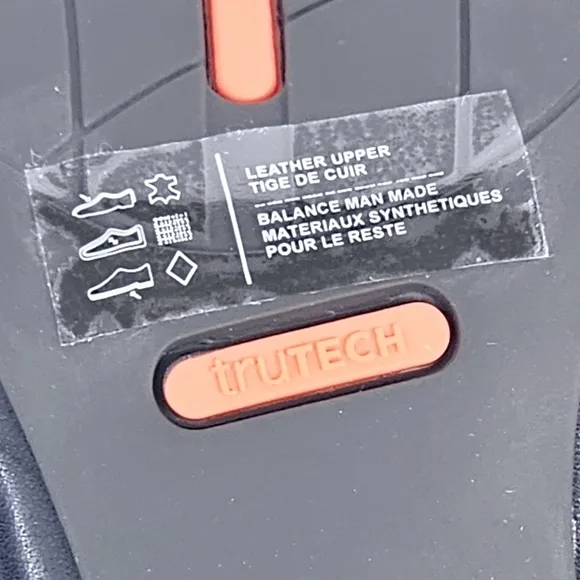 LEATHER UPPER
TIGE DE CUIR
BALANCE MAN MADE
MATERIAUX SYNTHETIQUES
POUR LE RESTE
truTECH